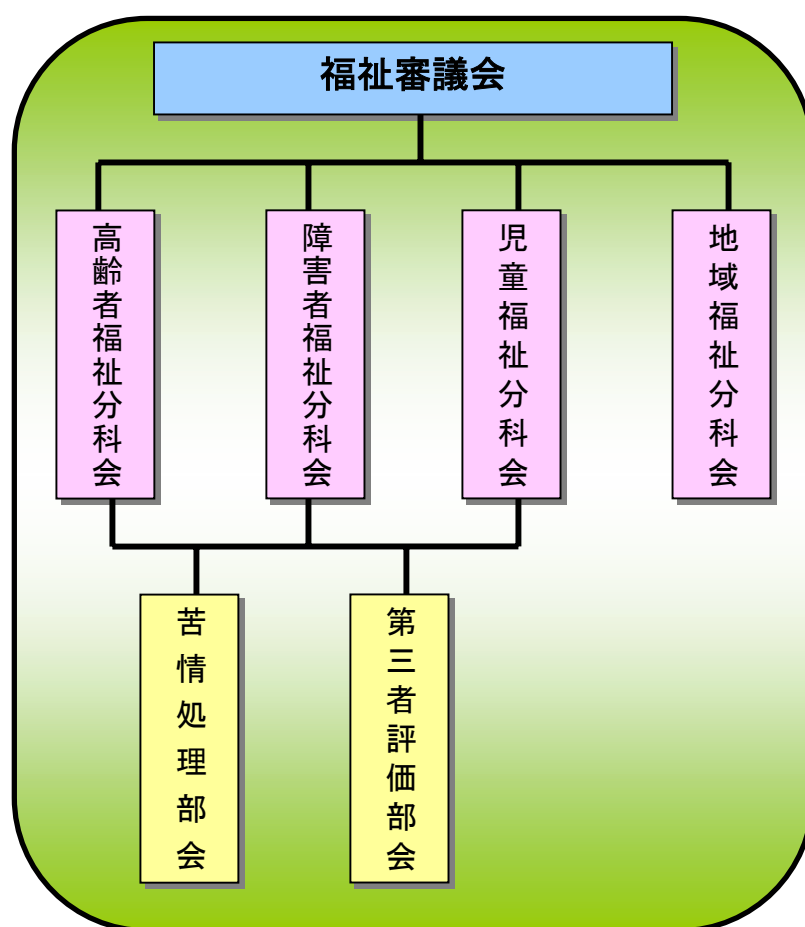 福祉審議会
高齢者福祉分科会
障害者福祉分科会
児童福祉分科会
地域福祉分科会
苦情処理部会
第三者評価部会